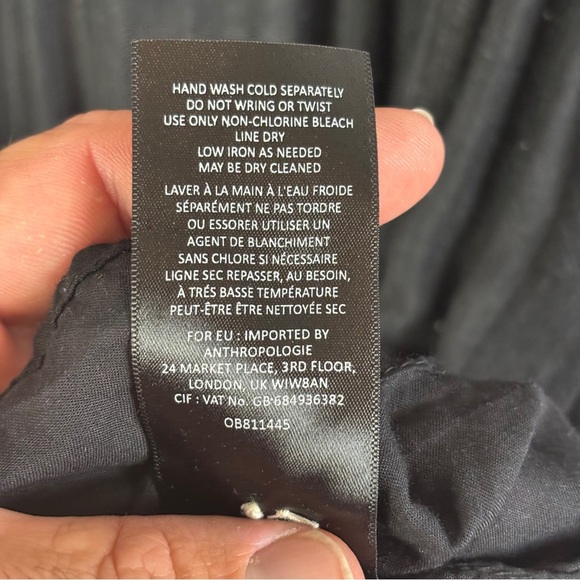 HAND WASH COLD SEPARATELY
DO NOT WRING OR TWIST
USE ONLY NON-CHLORINE BLEACH
LINE DRY
LOW IRON AS NEEDED
MAY BE DRY CLEANED
LAVER À LA MAIN À L'EAU FROIDE
SÉPARÉMENT NE PAS TORDRE
OU ESSORER UTILISER UN
AGENT DE BLANCHIMENT
SANS CHLORE SI NÉCESSAIRE
LIGNE SEC REPASSER, AU BESOIN,
À TRÉS BASSE TEMPÉRATURE
PEUT-ÊTRE ÊTRE NETTOYÉE SEC
FOR EU : IMPORTED BY
ANTHROPOLOGIE
24 MARKET PLACE, 3RD FLOOR,
LONDON, UK WIW8AN
CIF : VAT No. GB 684936382
OB811445